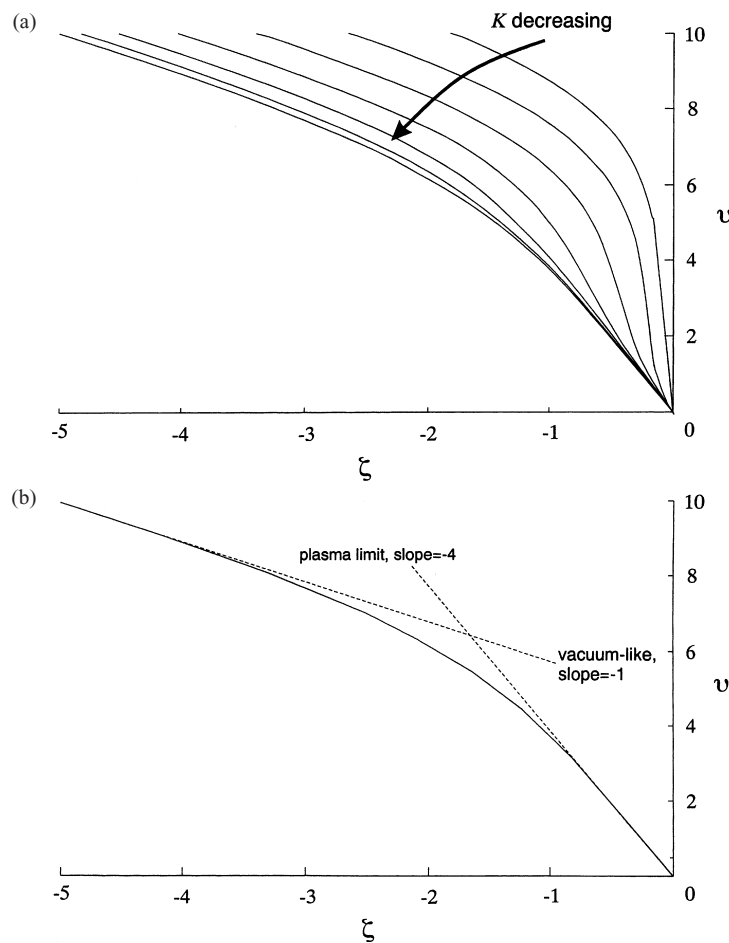 (a)
K decreasing
10
8
6
υ
4
2
0
-5 -4 -3 -2 -1
ζ
(b)
10
plasma limit, slope=-4
8
vacuum-like,
slope=-1
6
υ
4
2
0
-5 -4 -3 -2 -1
ζ